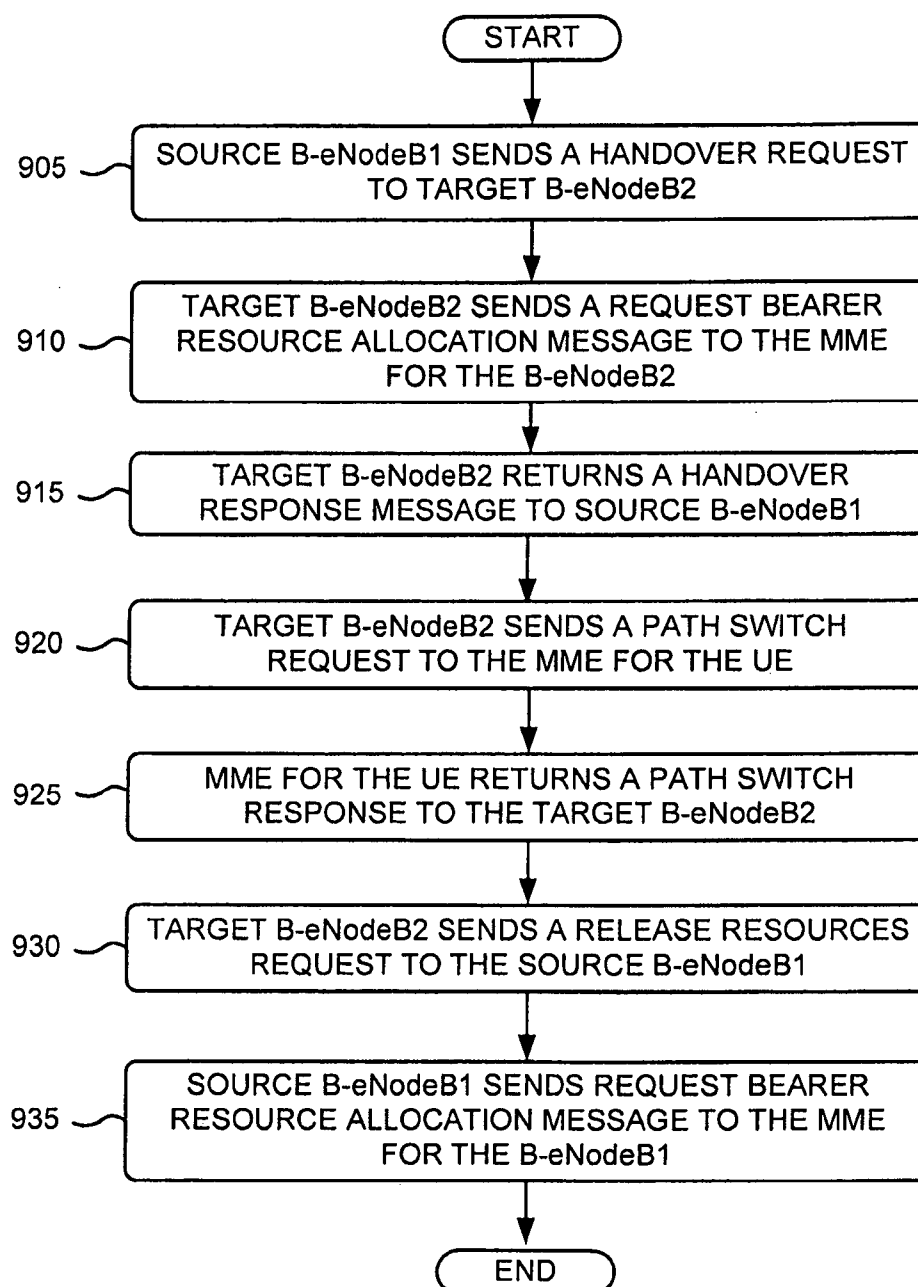 START
905
SOURCE B-eNodeB1 SENDS A HANDOVER REQUEST
TO TARGET B-eNodeB2
910
TARGET B-eNodeB2 SENDS A REQUEST BEARER
RESOURCE ALLOCATION MESSAGE TO THE MME
FOR THE B-eNodeB2
915
TARGET B-eNodeB2 RETURNS A HANDOVER
RESPONSE MESSAGE TO SOURCE B-eNodeB1
920
TARGET B-eNodeB2 SENDS A PATH SWITCH
REQUEST TO THE MME FOR THE UE
925
MME FOR THE UE RETURNS A PATH SWITCH
RESPONSE TO THE TARGET B-eNodeB2
930
TARGET B-eNodeB2 SENDS A RELEASE RESOURCES
REQUEST TO THE SOURCE B-eNodeB1
935
SOURCE B-eNodeB1 SENDS REQUEST BEARER
RESOURCE ALLOCATION MESSAGE TO THE MME
FOR THE B-eNodeB1
END